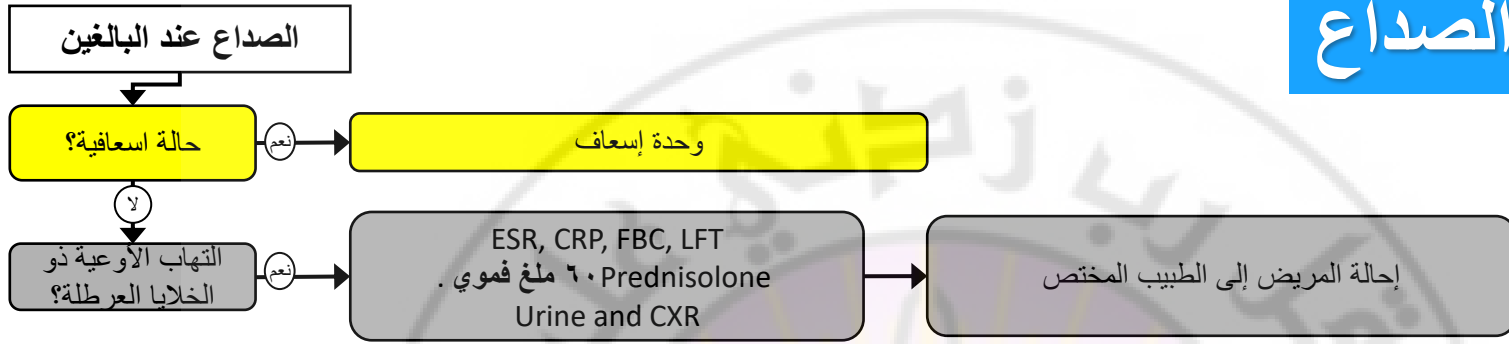 الصداع
الصداع عند البالغين
حالة اسعافية؟
نعم
وحدة إسعاف
لا
التهاب الأوعية ذو
الخلايا العرطلة؟
نعم
ESR, CRP, FBC, LFT
Prednisolone ٦٠ ملغ فموي .
Urine and CXR
إحالة المريض إلى الطبيب المختص